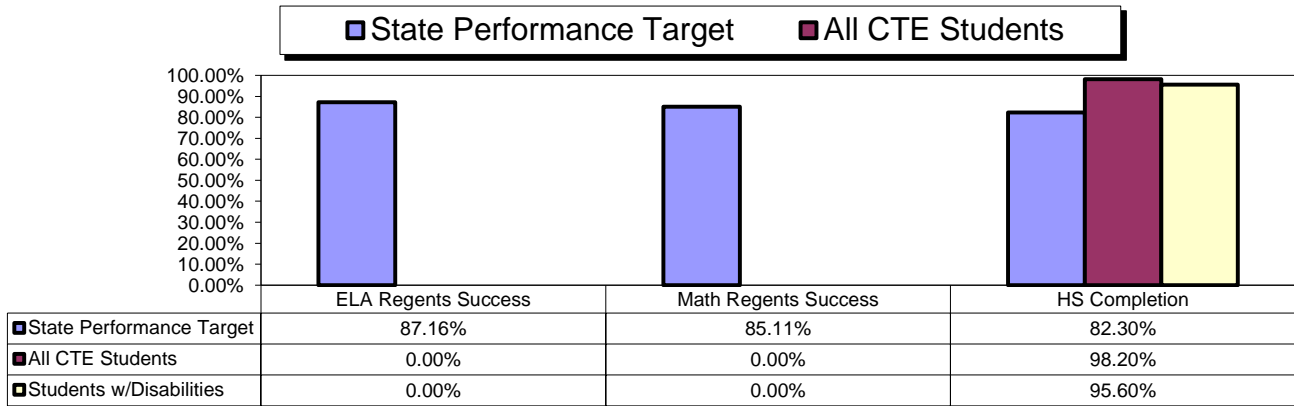 State Performance Target All CTE Students
100.00%
90.00%
80.00%
70.00%
60.00%
50.00%
40.00%
30.00%
20.00%
10.00%
0.00%
ELA Regents Success Math Regents Success HS Completion
State Performance Target 87.16% 85.11% 82.30%
All CTE Students 0.00% 0.00% 98.20%
Students w/Disabilities 0.00% 0.00% 95.60%